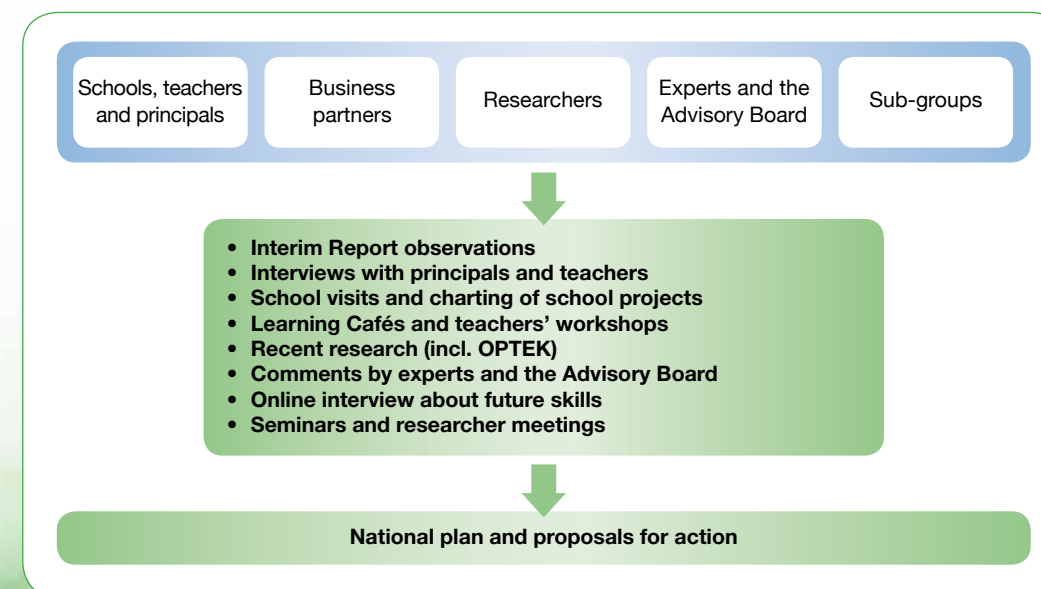 Schools, teachers
and principals
Business
partners
Researchers
Experts and the
Advisory Board
Sub-groups
• Interim Report observations
• Interviews with principals and teachers
• School visits and charting of school projects
• Learning Cafés and teachers’ workshops
• Recent research (incl. OPTEK)
• Comments by experts and the Advisory Board
• Online interview about future skills
• Seminars and researcher meetings
National plan and proposals for action